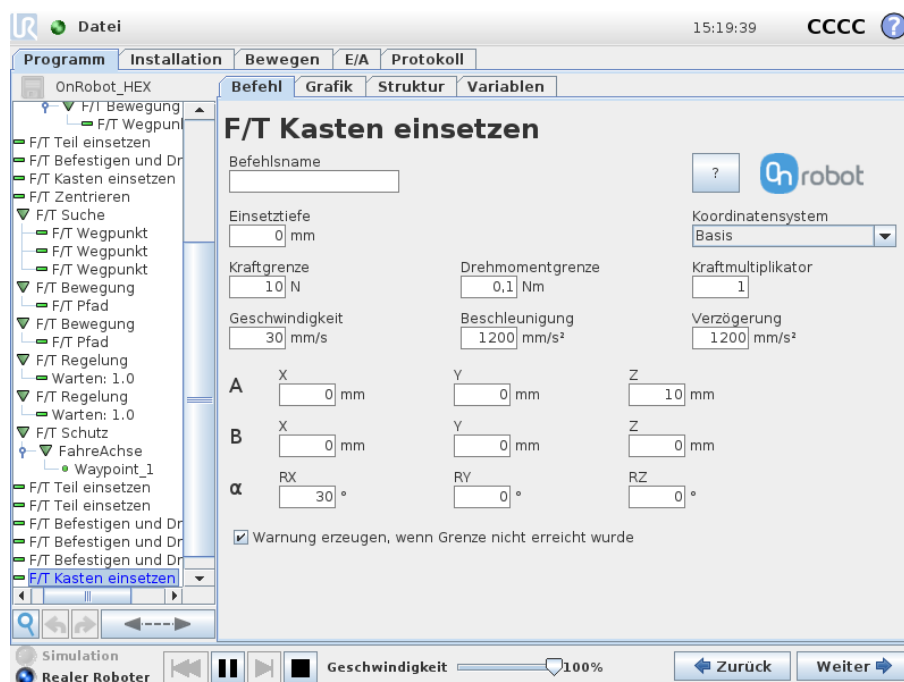 UR Datei 15:19:39 CCCC ?
Programm Installation Bewegen E/A Protokoll
OnRobot_HEX
Befehl Grafik Struktur Variablen
F/T Bewegung
F/T Wegpunl
F/T Teil einsetzen
F/T Befestigen und Dr
F/T Kasten einsetzen
F/T Zentrieren
F/T Suche
F/T Wegpunkt
F/T Wegpunkt
F/T Wegpunkt
F/T Bewegung
F/T Pfad
F/T Bewegung
F/T Pfad
F/T Regelung
Warten: 1.0
F/T Regelung
Warten: 1.0
F/T Schutz
FahreAchse
Waypoint_1
F/T Teil einsetzen
F/T Teil einsetzen
F/T Befestigen und Dr
F/T Befestigen und Dr
F/T Befestigen und Dr
F/T Kasten einsetzen
F/T Kasten einsetzen
Befehlsname
? On robot
Einsetztiefe Koordinatensystem
0 mm Basis
Kraftgrenze Drehmomentgrenze Kraftmultiplikator
10 N 0,1 Nm 1
Geschwindigkeit Beschleunigung Verzögerung
30 mm/s 1200 mm/s² 1200 mm/s²
X Y Z
A 0 mm 0 mm 10 mm
X Y Z
B 0 mm 0 mm 0 mm
RX RY RZ
α 30 ° 0 ° 0 °
Warnung erzeugen, wenn Grenze nicht erreicht wurde
Simulation
Realer Roboter
Geschwindigkeit 100%
Zurück Weiter